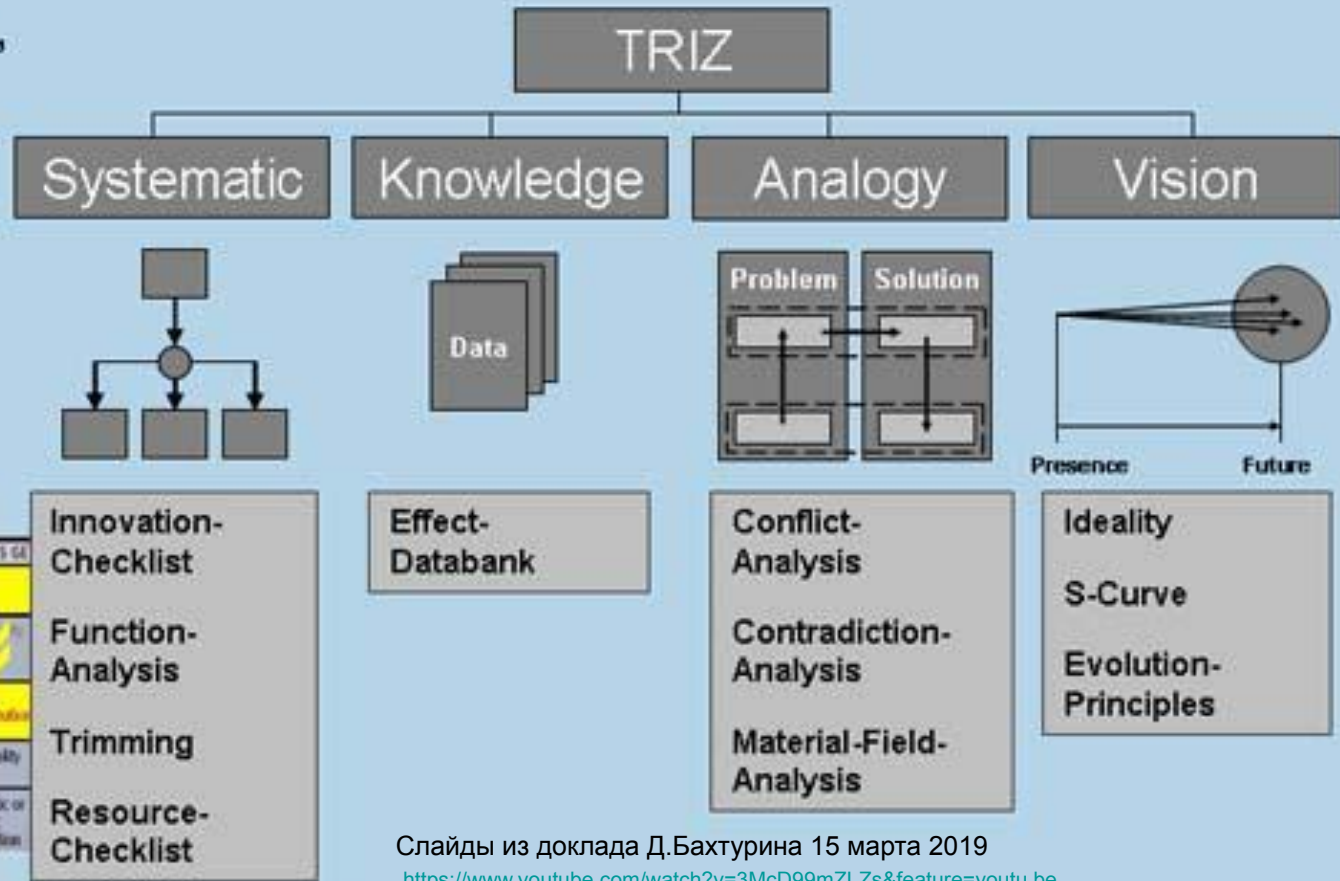 TRIZ
Systematic
Knowledge
Analogy
Vision
Data
Problem
Solution
Presence
Future
Innovation-
Checklist
Function-
Analysis
Trimming
Resource-
Checklist
Effect-
Databank
Conflict-
Analysis
Contradiction-
Analysis
Material-Field-
Analysis
Ideality
S-Curve
Evolution-
Principles
Слайды из доклада Д.Бахтурина 15 марта 2019